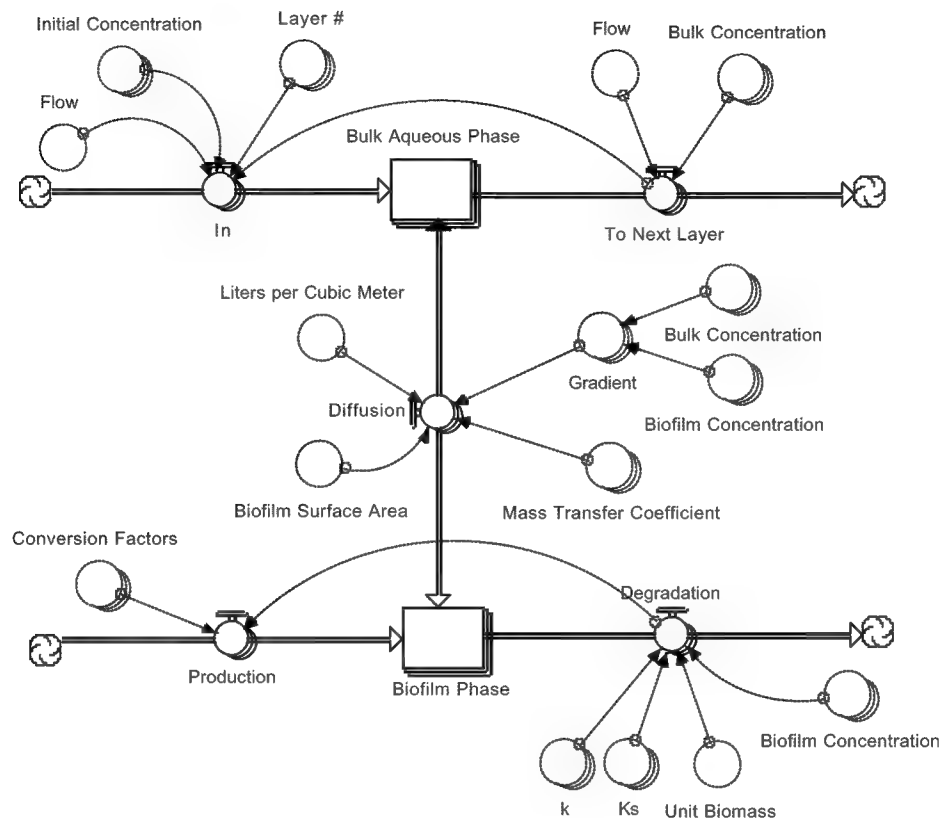 Initial Concentration
Layer #
Flow
Bulk Concentration
Flow
Bulk Aqueous Phase
In
To Next Layer
Liters per Cubic Meter
Bulk Concentration
Gradient
Diffusion
Biofilm Concentration
Biofilm Surface Area
Mass Transfer Coefficient
Conversion Factors
Degradation
Production
Biofilm Phase
Biofilm Concentration
k
Ks
Unit Biomass